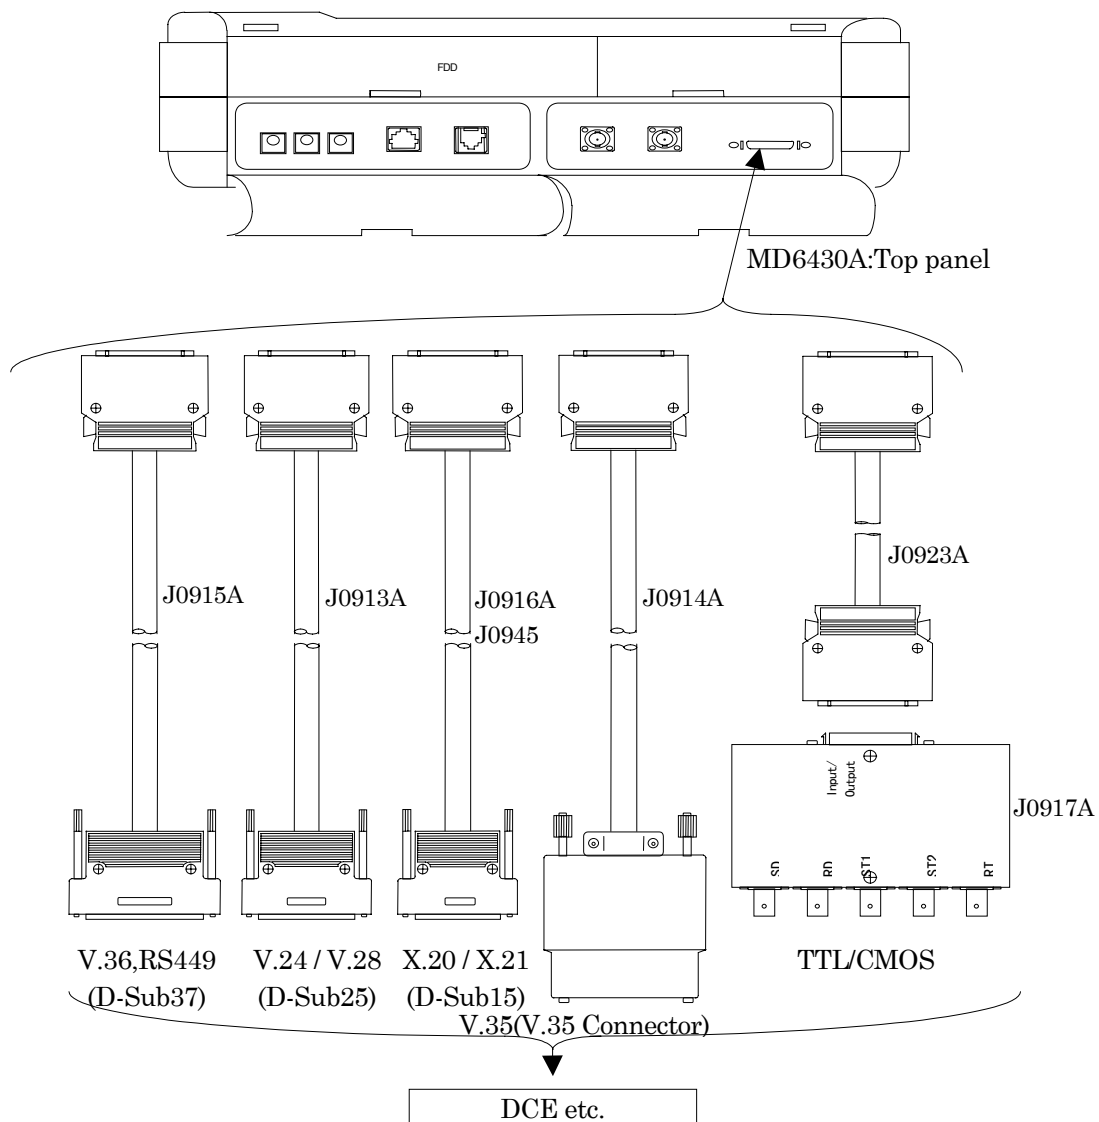 FDD
MD6430A:Top panel
J0915A
J0913A
J0916A
J0945
J0914A
J0923A
Input/
Output
J0917A
SD
RD
ST1
ST2
RT
V.36,RS449
(D-Sub37)
V.24 / V.28
(D-Sub25)
X.20 / X.21
(D-Sub15)
V.35(V.35 Connector)
TTL/CMOS
DCE etc.